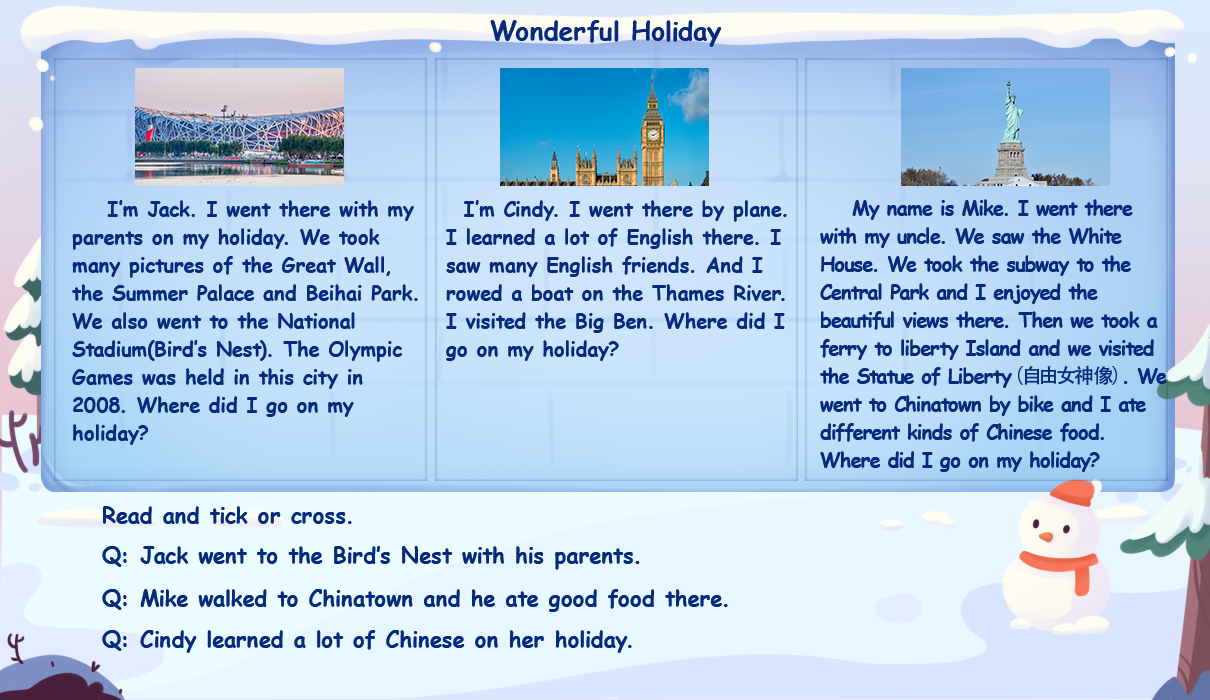 Wonderful Holiday
I'm Jack. I went there with my
parents on my holiday. We took
many pictures of the Great Wall,
the Summer Palace and Beihai Park.
We also went to the National
Stadium(Bird's Nest). The Olympic
Games was held in this city in
2008. Where did I go on my
holiday?
I'm Cindy. I went there by plane.
I learned a lot of English there. I
saw many English friends. And I
rowed a boat on the Thames River.
I visited the Big Ben. Where did I
go on my holiday?
My name is Mike. I went there
with my uncle. We saw the White
House. We took the subway to the
Central Park and I enjoyed the
beautiful views there. Then we took a
ferry to liberty Island and we visited
the Statue of Liberty (自由女神像). We
went to Chinatown by bike and I ate
different kinds of Chinese food.
Where did I go on my holiday?
Read and tick or cross.
Q: Jack went to the Bird's Nest with his parents.
Q: Mike walked to Chinatown and he ate good food there.
Q: Cindy learned a lot of Chinese on her holiday.